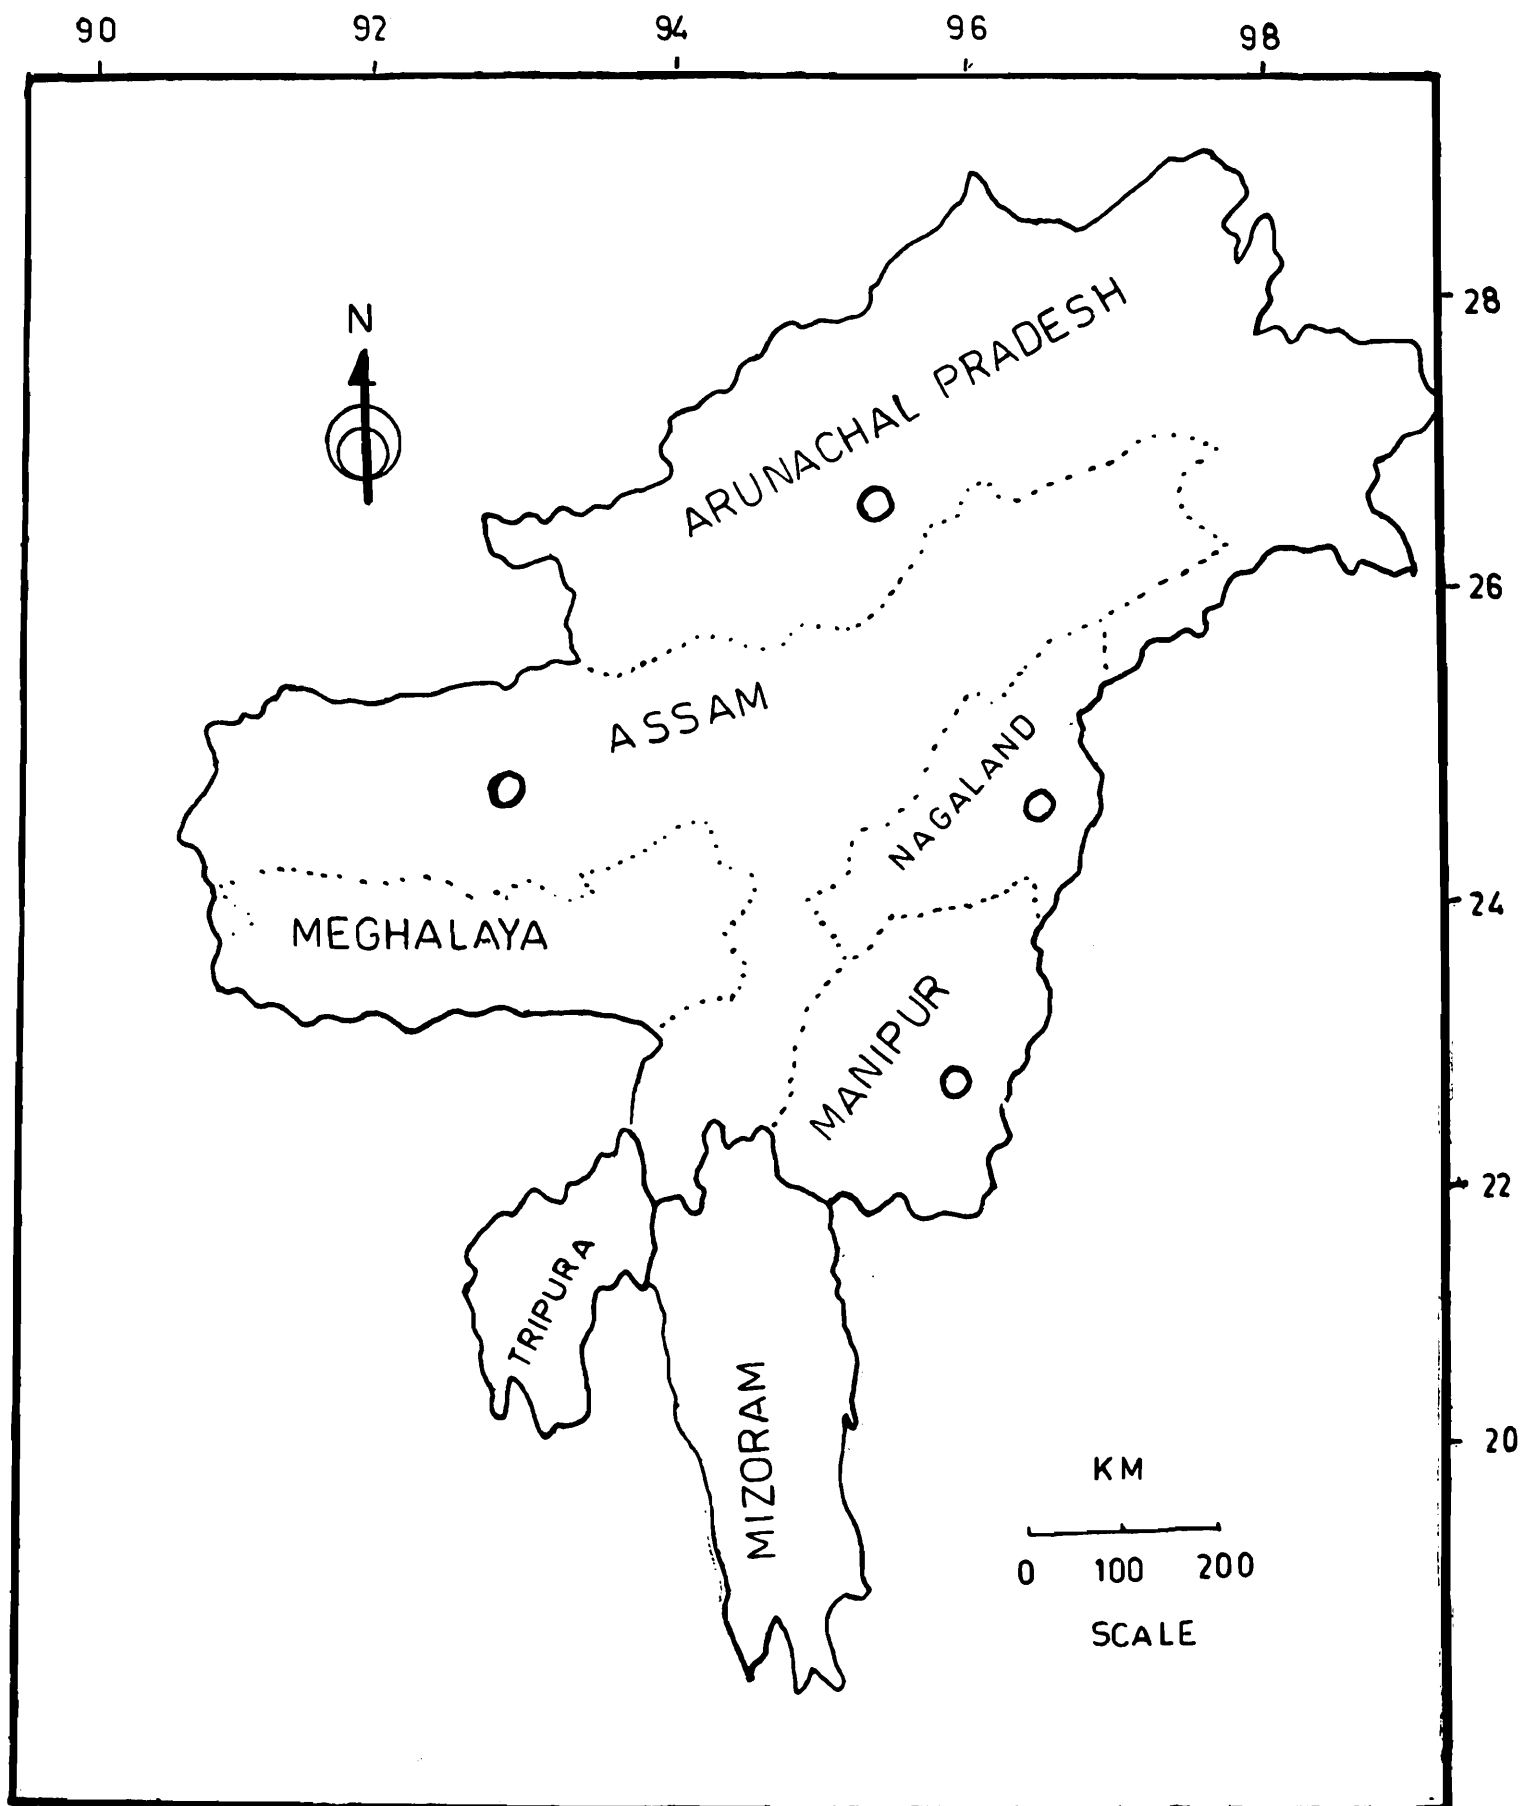 90 92 94 96 98
N
28
ARUNACHAL PRADESH
26
ASSAM
NAGALAND
24
MEGHALAYA
MANIPUR
22
TRIPURA
MIZORAM
20
KM
0 100 200
SCALE